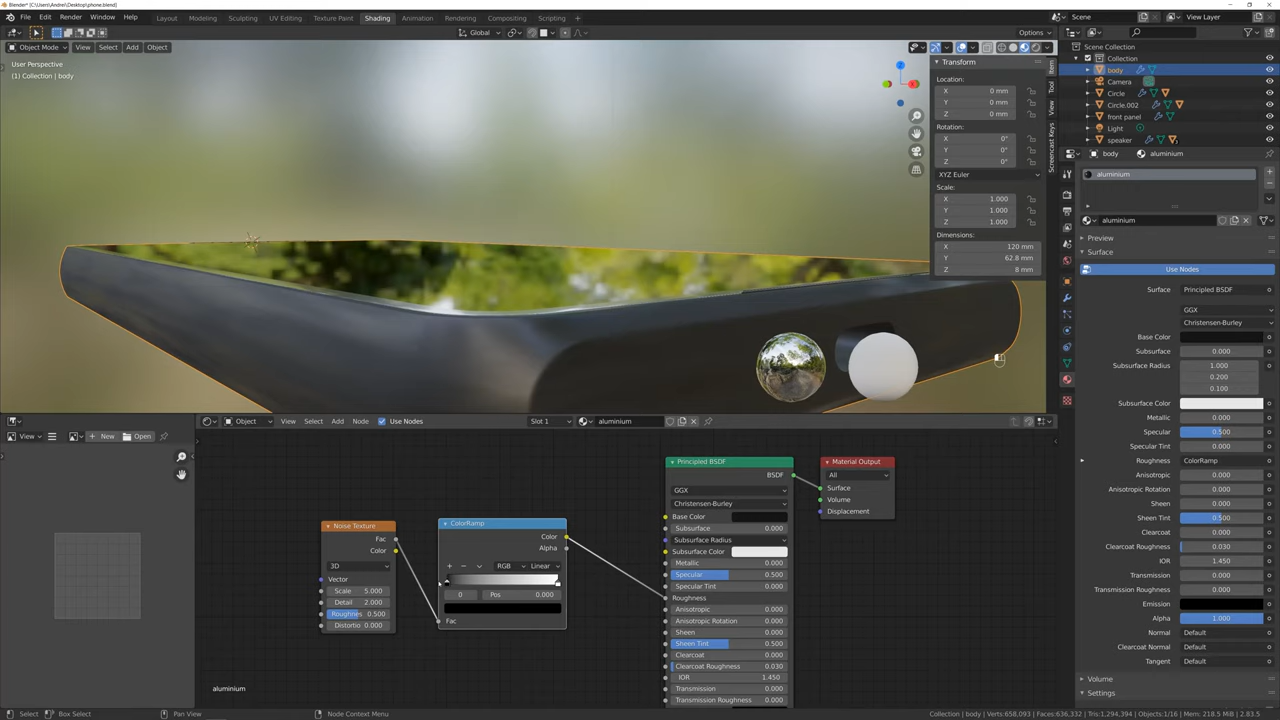 Blender* [C:\Users\Andrei\Desktop\phone.blend]
File Edit Render Window Help Layout Modeling Sculpting UV Editing Texture Paint Shading Animation Rendering Compositing Scripting Scene View Layer
Global Options
Object Mode View Select Add Object
User Perspective
(1) Collection | body
Transform
Location:
X 0 mm
Y 0 mm
Z 0 mm
Rotation:
X 0°
Y 0°
Z 0°
XYZ Euler
Scale:
X 1.000
Y 1.000
Z 1.000
Dimensions:
X 120 mm
Y 62.8 mm
Z 8 mm
Item
Tool
View
Screencast Keys
Scene Collection
Collection
body
Camera
Circle
Circle.002
front panel
Light
speaker
body aluminium
aluminium
aluminium
Preview
Surface
Use Nodes
Surface Principled BSDF
GGX
Christensen-Burley
Base Color
Subsurface 0.000
Subsurface Radius 1.000
0.200
0.100
Subsurface Color
Metallic 0.000
Specular 0.500
Specular Tint 0.000
Roughness ColorRamp
Anisotropic 0.000
Anisotropic Rotation 0.000
Sheen 0.000
Sheen Tint 0.500
Clearcoat 0.000
Clearcoat Roughness 0.030
IOR 1.450
Transmission 0.000
Transmission Roughness 0.000
Emission
Alpha 1.000
Normal Default
Clearcoat Normal Default
Tangent Default
Volume
Settings
View New Open
Object View Select Add Node Use Nodes Slot 1 aluminium
Noise Texture
Fac
Color
3D
Vector
Scale 5.000
Detail 2.000
Roughnes 0.500
Distortio 0.000
ColorRamp
Color
Alpha
RGB Linear
0 Pos 0.000
Fac
Principled BSDF
BSDF
GGX
Christensen-Burley
Base Color
Subsurface 0.000
Subsurface Radius
Subsurface Color
Metallic 0.000
Specular 0.500
Specular Tint 0.000
Roughness
Anisotropic 0.000
Anisotropic Rotation 0.000
Sheen 0.000
Sheen Tint 0.500
Clearcoat 0.000
Clearcoat Roughness 0.030
IOR 1.450
Transmission 0.000
Transmission Roughness 0.000
Material Output
All
Surface
Volume
Displacement
aluminium
Select Box Select Pan View Node Context Menu Collection | body | Verts:658,093 | Faces:636,332 | Tris:1,294,394 | Objects:1/16 | Mem: 218.5 MiB | 2.83.5